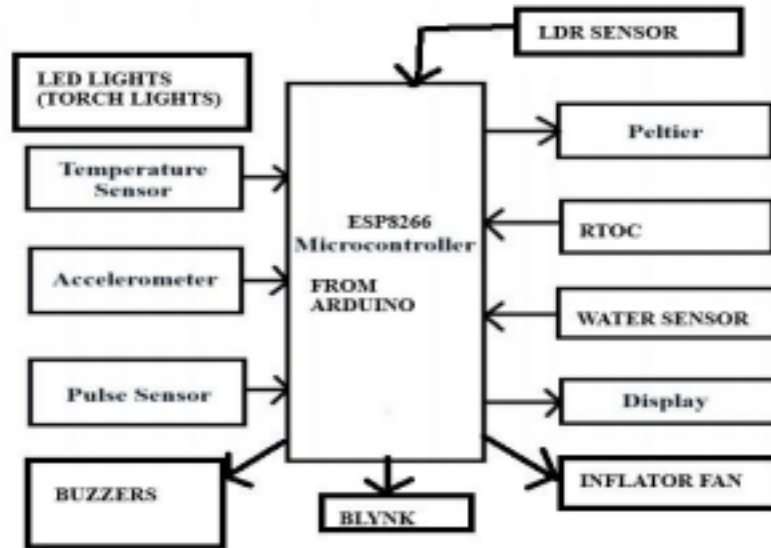 LDR SENSOR
LED LIGHTS
(TORCH LIGHTS)
Peltier
Temperature
Sensor
ESP8266
Microcontroller
FROM
ARDUINO
RTOC
Accelerometer
WATER SENSOR
Pulse Sensor
Display
BUZZERS
BLYNK
INFLATOR FAN